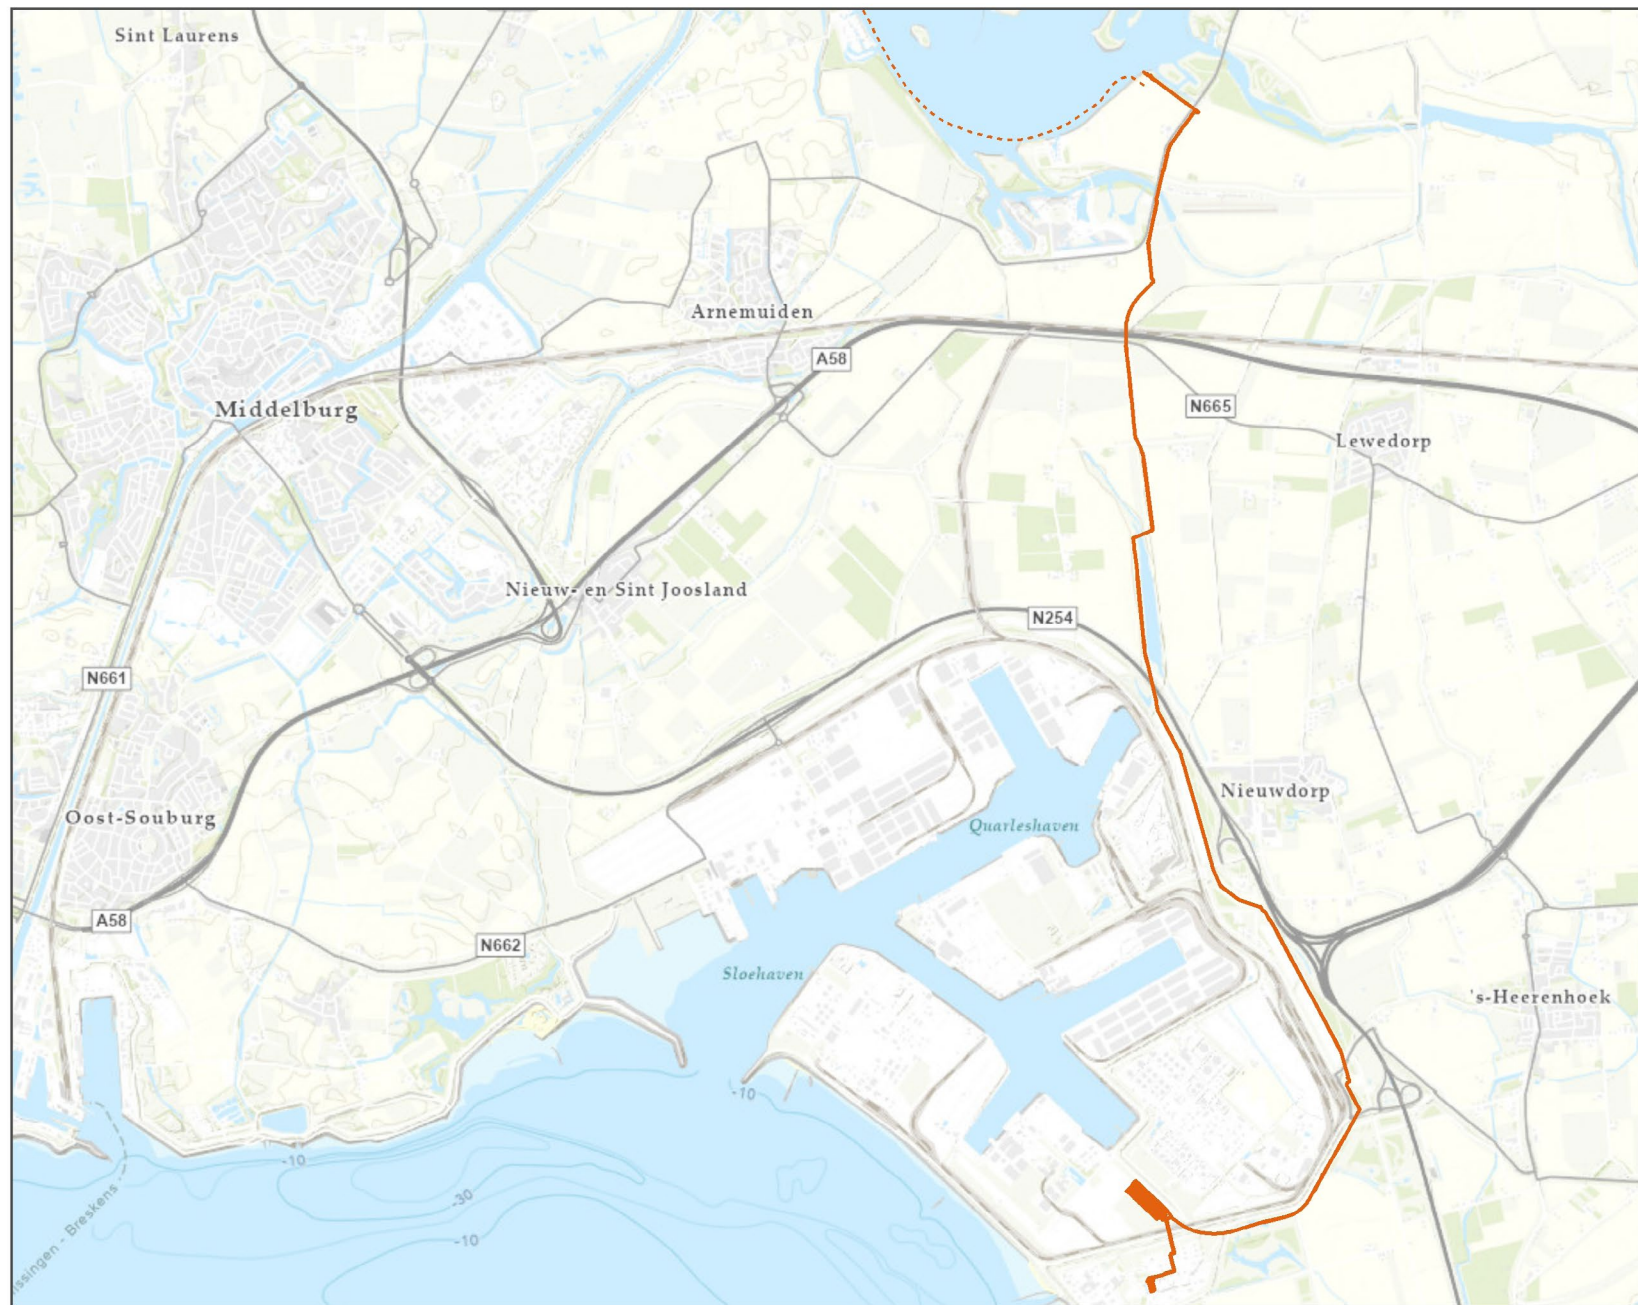 Sint Laurens
Arnemuiden
A58
Middelburg
N665
Lewedorp
Nieuw- en Sint Joosland
N254
N661
Nieuwdorp
Oost-Souburg
Quarleshaven
A58
N662
Sloehaven
's-Heerenhoek
-10
-10
-30
-10
ssingen - Breskens